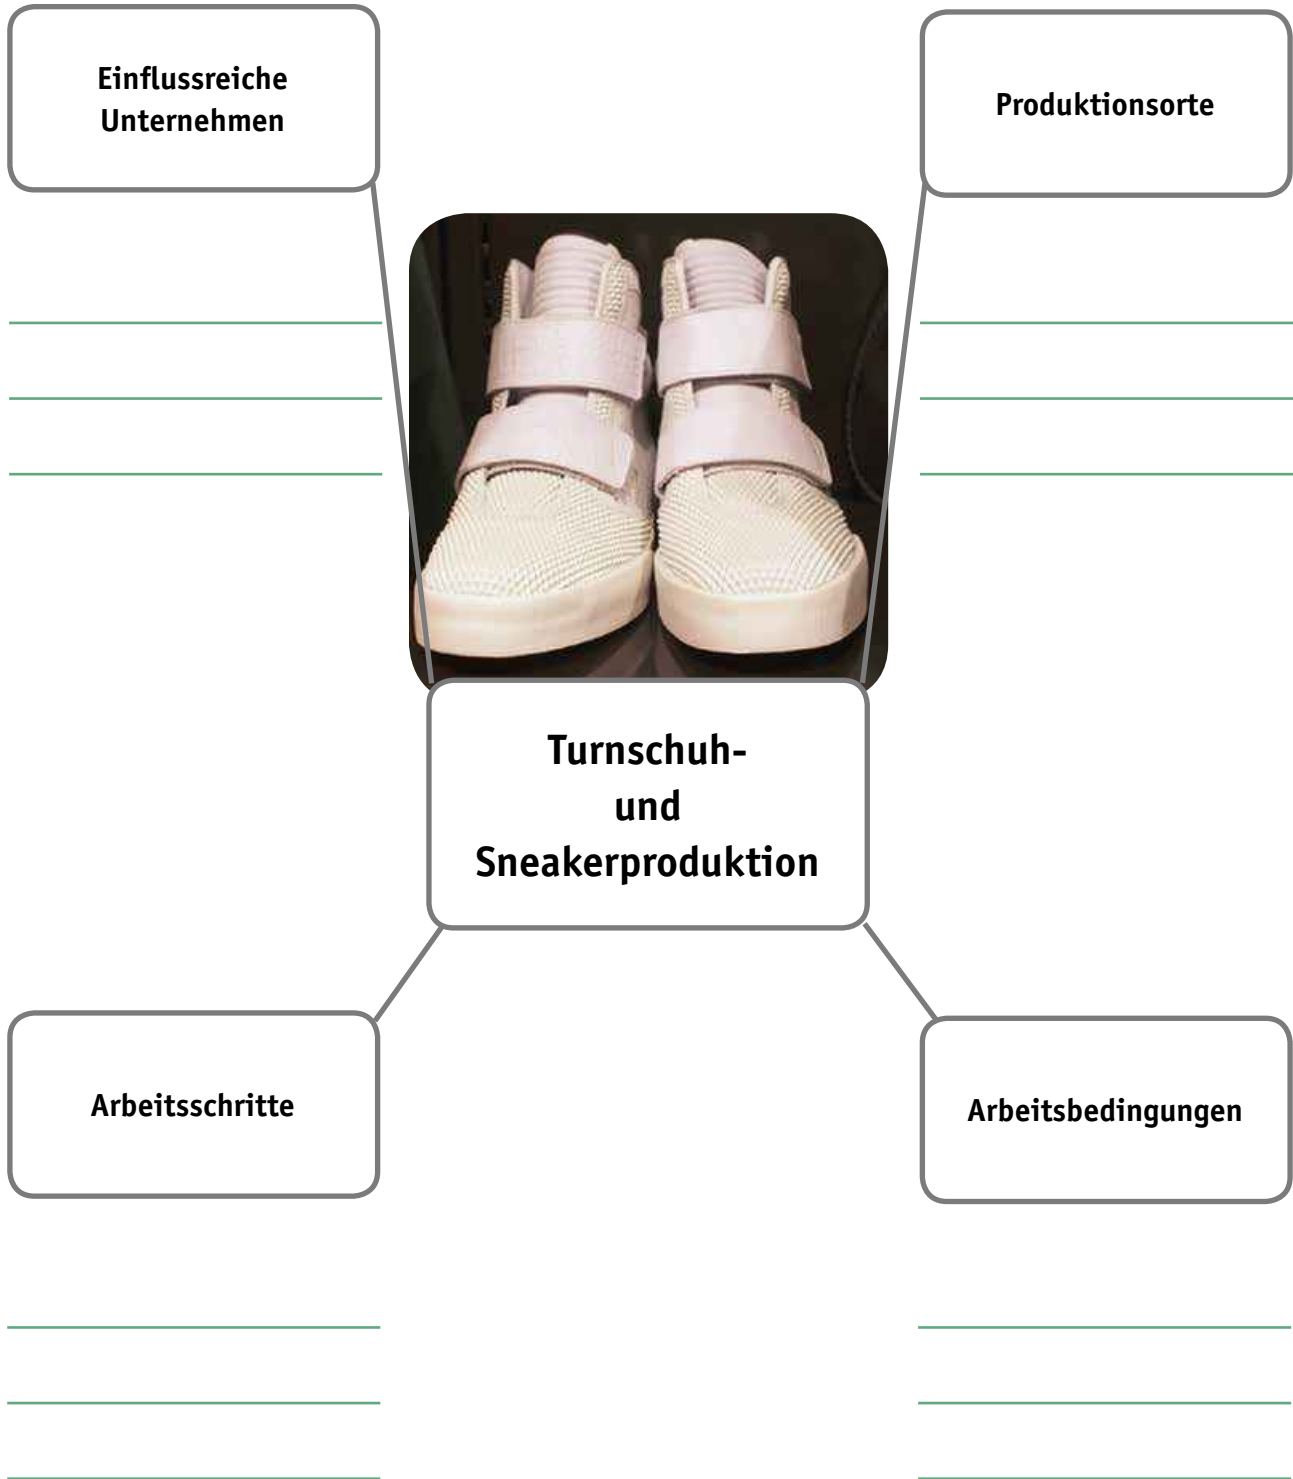 Einflussreiche
Unternehmen
Produktionsorte
Turnschuh-
und
Sneakerproduktion
Arbeitsschritte
Arbeitsbedingungen